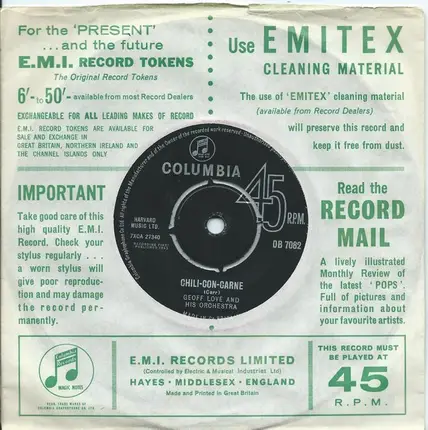 For the 'PRESENT'
...and the future
E.M.I. RECORD TOKENS
The Original Record Tokens
6'-to 50'- available from most Record Dealers
EXCHANGEABLE FOR ALL LEADING MAKES OF RECORD
E.M.I. RECORD TOKENS ARE AVAILABLE FOR
SALE AND EXCHANGE IN
GREAT BRITAIN, NORTHERN IRELAND AND
THE CHANNEL ISLANDS ONLY
Use EMITEX
CLEANING MATERIAL
The use of 'EMITEX' cleaning material
(available from Record Dealers)
will preserve this record and
keep it free from dust.
IMPORTANT
Take good care of this
high quality E.M.I.
Record. Check your
stylus regularly ...
a worn stylus will
give poor reproduc-
tion and may damage
the record per-
manently.
COLUMBIA
45
R.P.M.
HARVARD
MUSIC LTD.
7XCA 27340
DB 7082
CHILI-CON-CARNE
(Carr)
GEOFF LOVE AND
HIS ORCHESTRA
Read the
RECORD
MAIL
A lively illustrated
Monthly Review of
the latest 'POPS'.
Full of pictures and
information about
your favourite artists.
MAGIC NOTES
E.M.I. RECORDS LIMITED
(Controlled by Electric & Musical Industries Ltd)
HAYES · MIDDLESEX · ENGLAND
Made and Printed in Great Britain
THIS RECORD MUST
BE PLAYED AT
45
R.P.M.